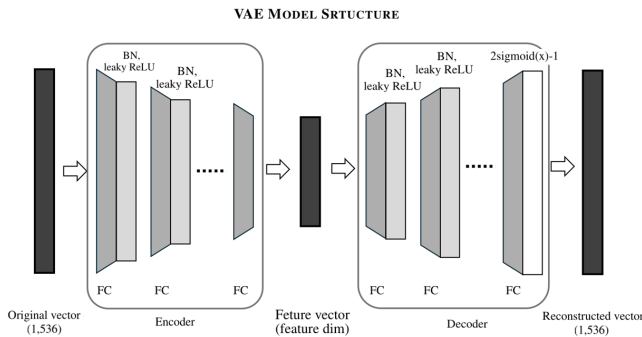 VAE MODEL SRTUCTURE
BN,
leaky ReLU
BN,
leaky ReLU
BN,
leaky ReLU
BN,
leaky ReLU
2sigmoid(x)-1
FC
FC
FC
FC
FC
FC
Original vector
(1,536)
Encoder
Feture vector
(feature dim)
Decoder
Reconstructed vector
(1,536)